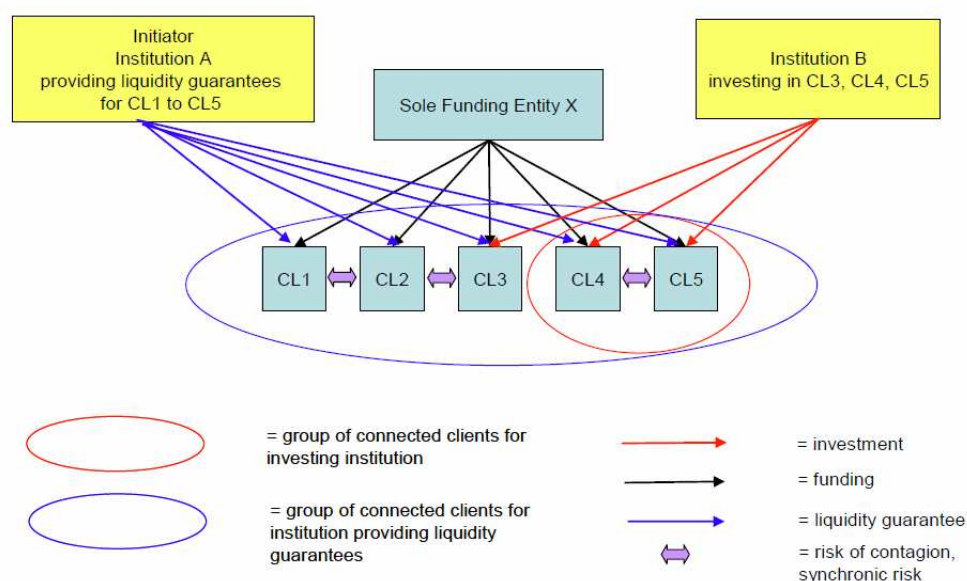 Initiator
Institution A
providing liquidity guarantees
for CL1 to CL5
Sole Funding Entity X
Institution B
investing in CL3, CL4, CL5
CL1
CL2
CL3
CL4
CL5
= group of connected clients for
investing institution
= group of connected clients for
institution providing liquidity
guarantees
= investment
= funding
= liquidity guarantee
= risk of contagion,
synchronic risk